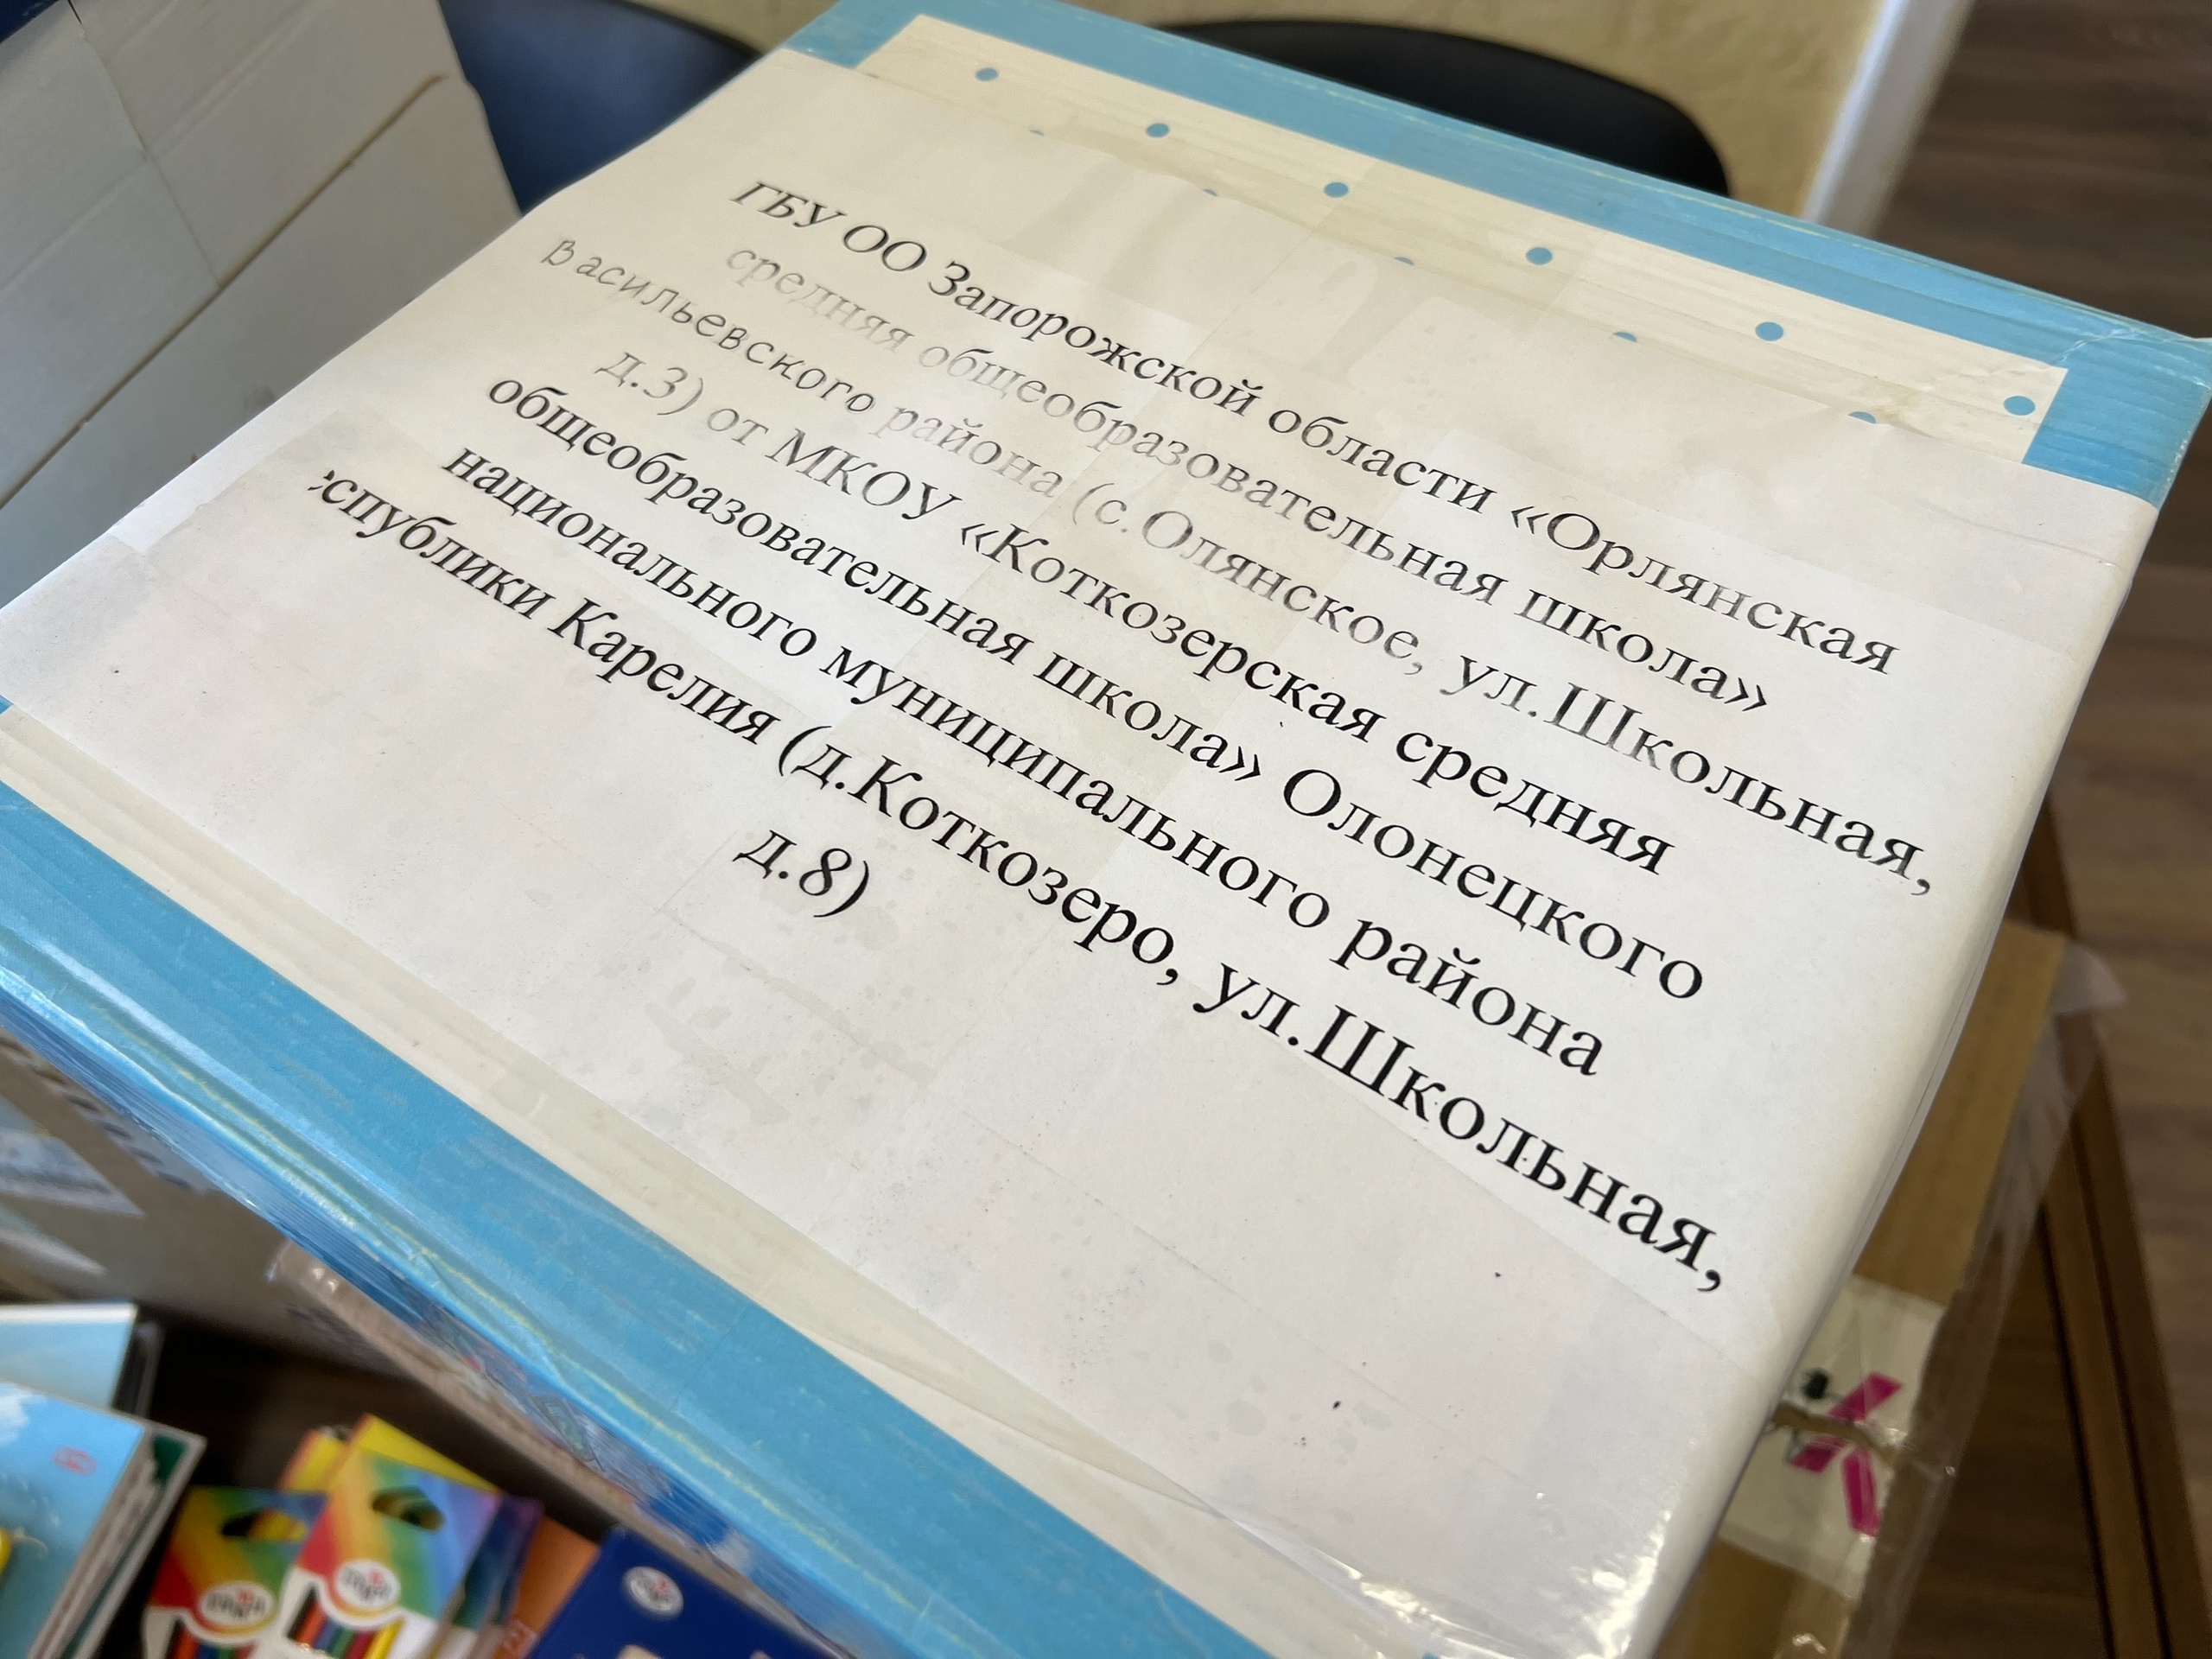 ГБУ ОО Запорожской области «Орлянская
средняя общеобразовательная школа»
Васильевского района (с.Олянское, ул.Школьная,
д.3) от МКОУ «Коткозерская средняя
общеобразовательная школа» Олонецкого
национального муниципального района
еспублики Карелия (д.Коткозеро, ул.Школьная,
д.8)